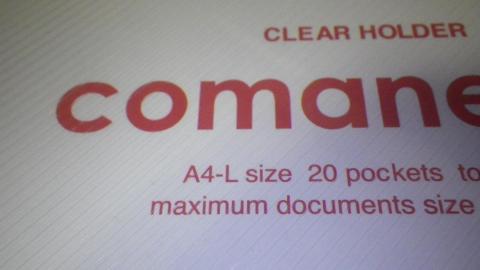 CLEAR HOLDER
comane
A4-L size 20 pockets to
maximum documents size